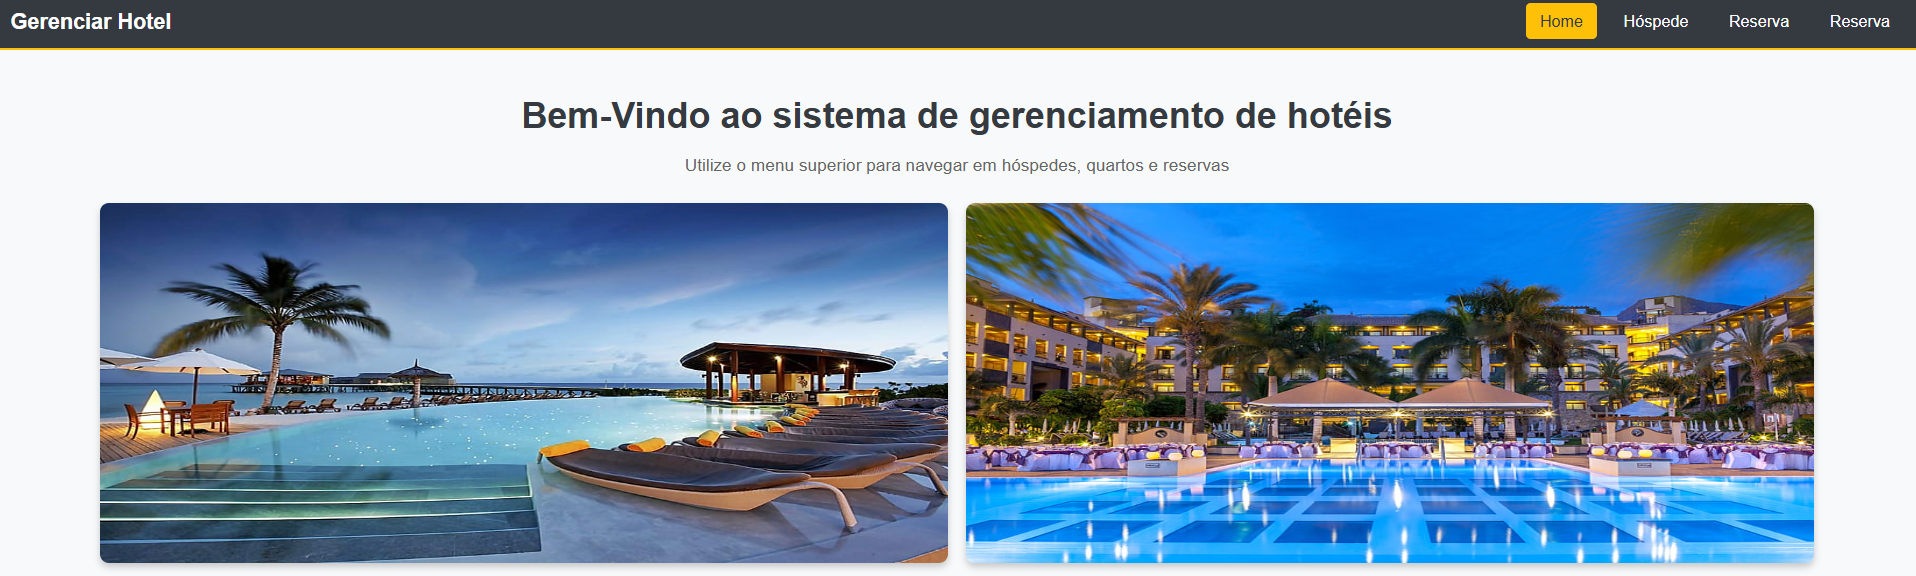 Gerenciar Hotel
Home Hóspede Reserva Reserva
Bem-Vindo ao sistema de gerenciamento de hotéis
Utilize o menu superior para navegar em hóspedes, quartos e reservas